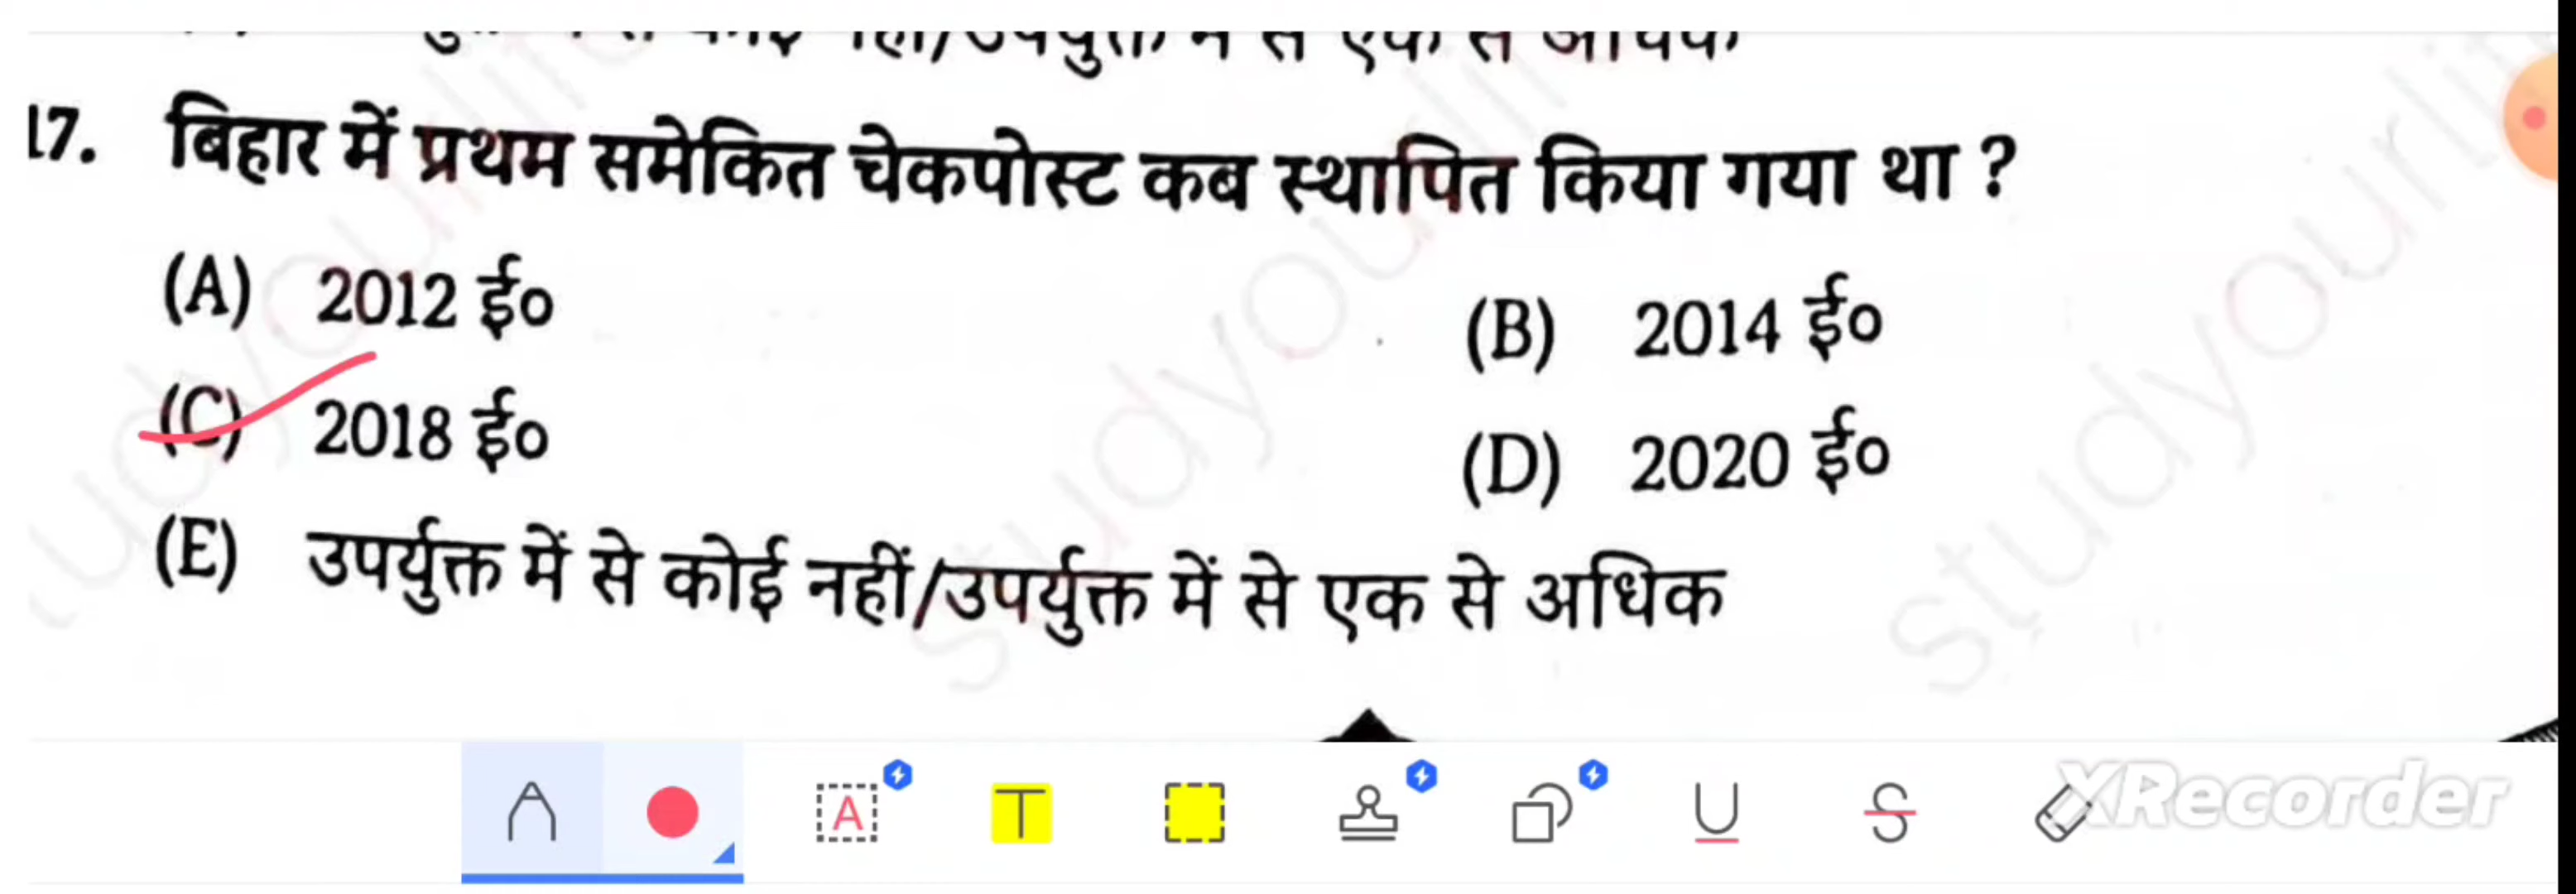 17. बिहार में प्रथम समेकित चेकपोस्ट कब स्थापित किया गया था ?
(A) 2012 ई०
(B) 2014 ई०
(C) 2018 ई०
(D) 2020 ई०
(E) उपर्युक्त में से कोई नहीं/उपर्युक्त में से एक से अधिक
studyourli
A T U S
XRecorder